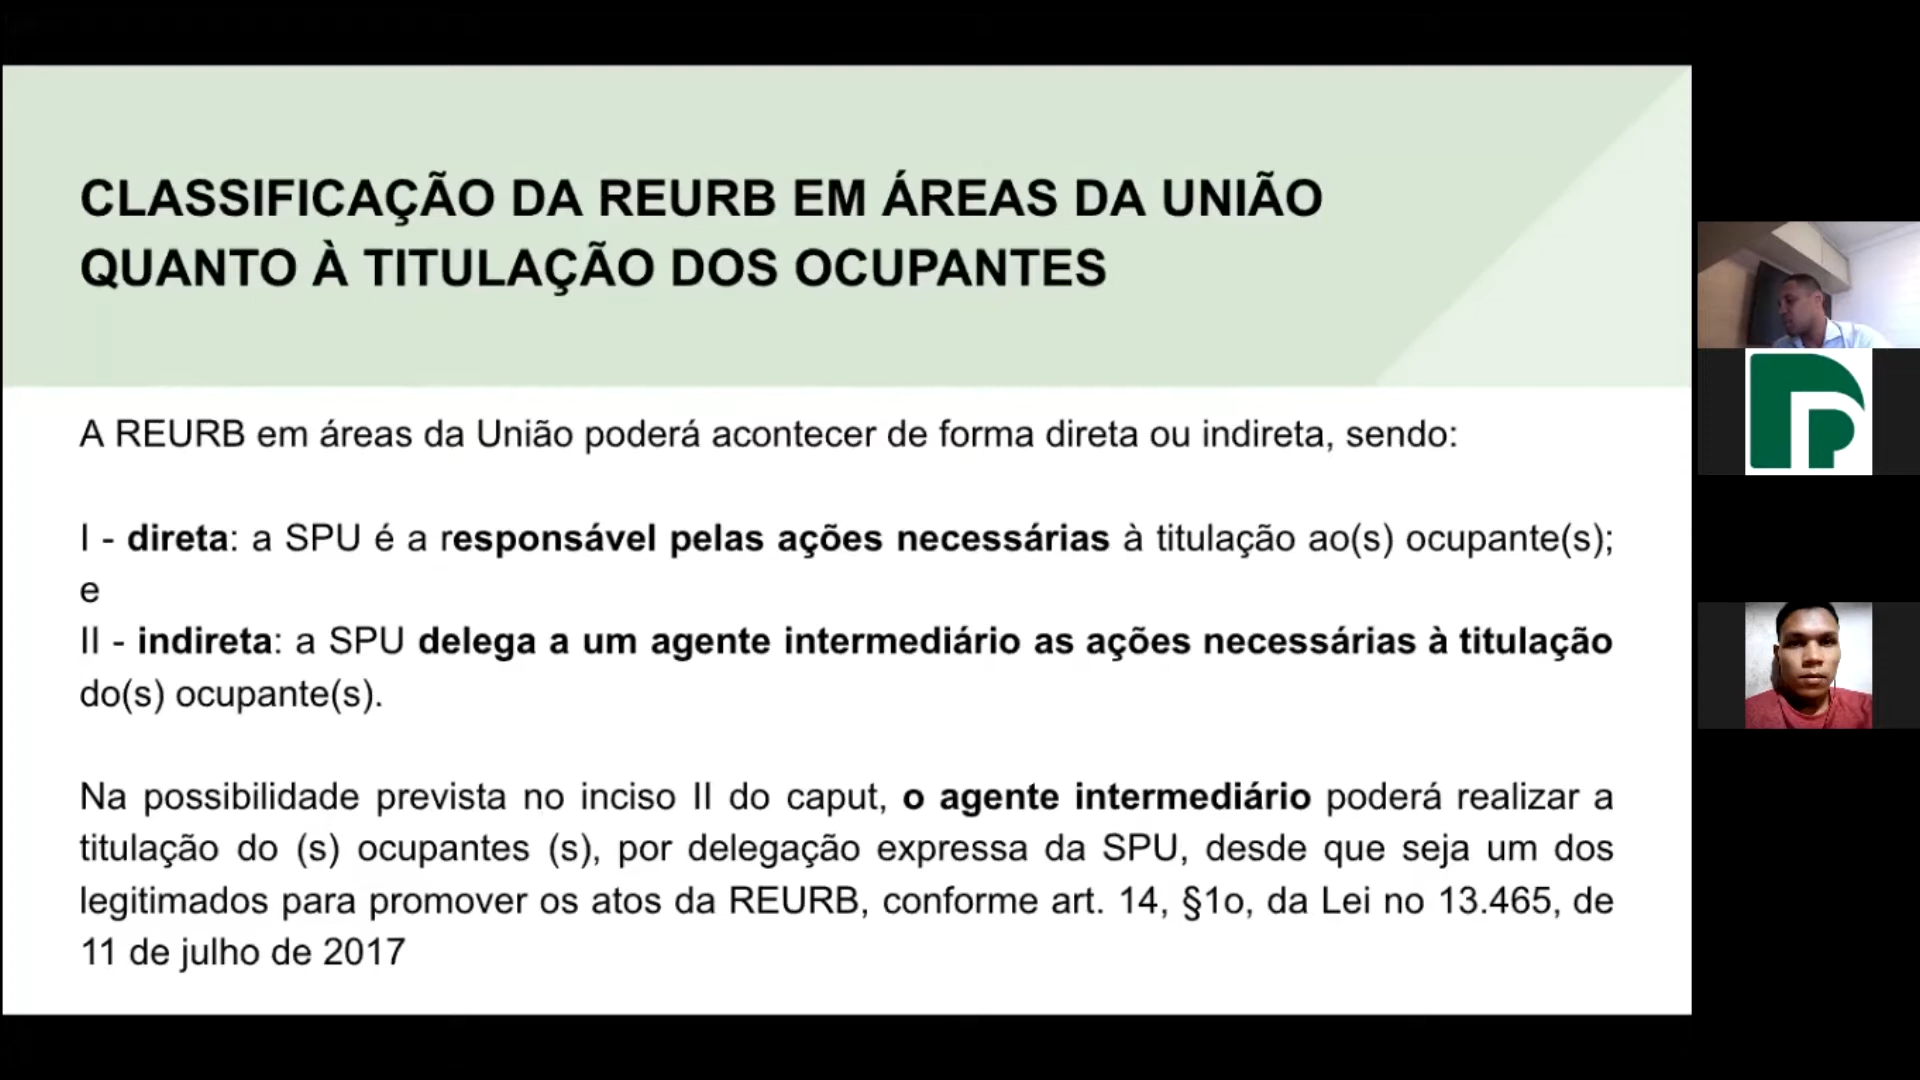 CLASSIFICAÇÃO DA REURB EM ÁREAS DA UNIÃO
QUANTO À TITULAÇÃO DOS OCUPANTES
A REURB em áreas da União poderá acontecer de forma direta ou indireta, sendo:
I - direta: a SPU é a responsável pelas ações necessárias à titulação ao(s) ocupante(s);
e
II - indireta: a SPU delega a um agente intermediário as ações necessárias à titulação
do(s) ocupante(s).
Na possibilidade prevista no inciso II do caput, o agente intermediário poderá realizar a
titulação do (s) ocupantes (s), por delegação expressa da SPU, desde que seja um dos
legitimados para promover os atos da REURB, conforme art. 14, §1o, da Lei no 13.465, de
11 de julho de 2017